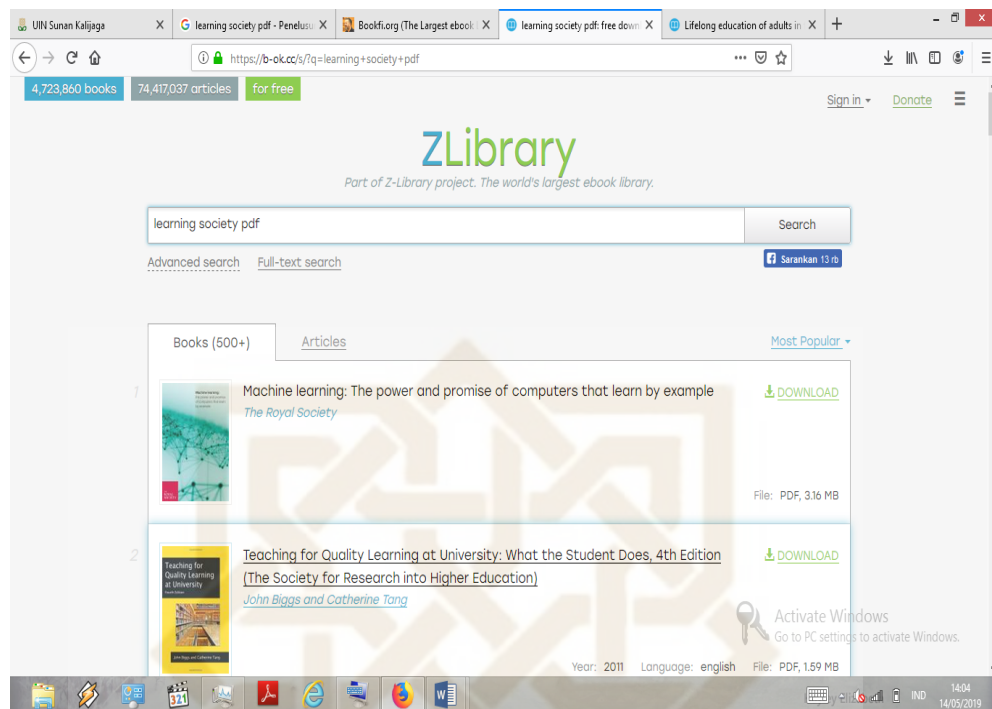 UIN Sunan Kalijaga
learning society pdf - Penelusu
Bookfi.org (The Largest ebook
learning society pdf: free down
Lifelong education of adults in
https://b-ok.cc/s/?q=learning+society+pdf
4,723,860 books
74,417,037 articles
for free
Sign in
Donate
ZLibrary
Part of Z-Library project. The world's largest ebook library.
learning society pdf
Search
Advanced search
Full-text search
Sarankan 13 rb
Books (500+)
Articles
Most Popular
1
Machine learning: The power and promise of computers that learn by example
DOWNLOAD
The Royal Society
File: PDF, 3.16 MB
2
Teaching for Quality Learning at University: What the Student Does, 4th Edition
(The Society for Research into Higher Education)
DOWNLOAD
John Biggs and Catherine Tang
Teaching for
Quality Learning
at University
Activate Windows
Go to PC settings to activate Windows.
Year: 2011 Language: english File: PDF, 1.59 MB
321
IND
14:04
14/05/2019